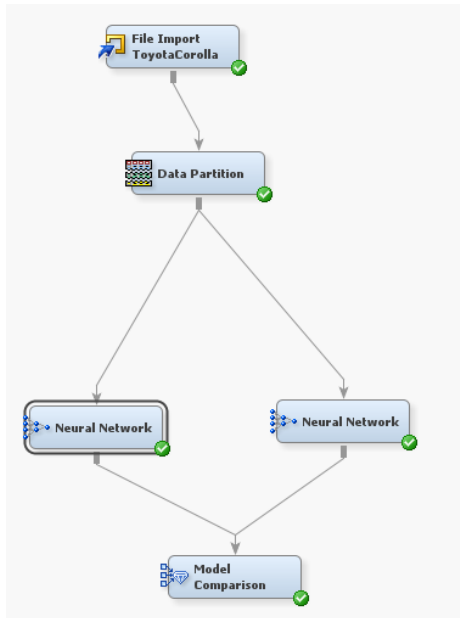 File Import
ToyotaCorolla
Data Partition
Neural Network
Neural Network
Model
Comparison